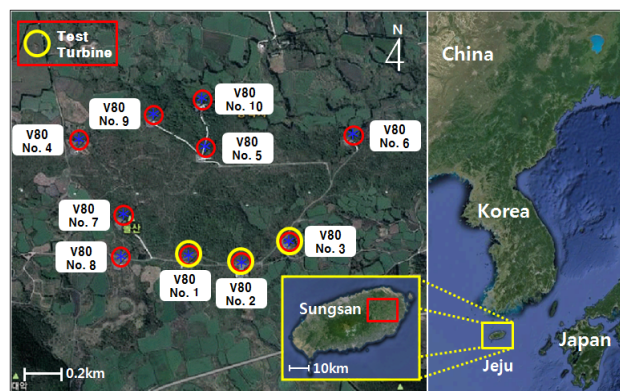 Test
Turbine
N
China
V80
No. 10
V80
No. 9
V80
No. 4
V80
No. 5
V80
No. 6
V80
No. 7
V80
No. 8
V80
No. 1
V80
No. 2
V80
No. 3
Korea
Sungsan
10km
0.2km
Jeju
Japan